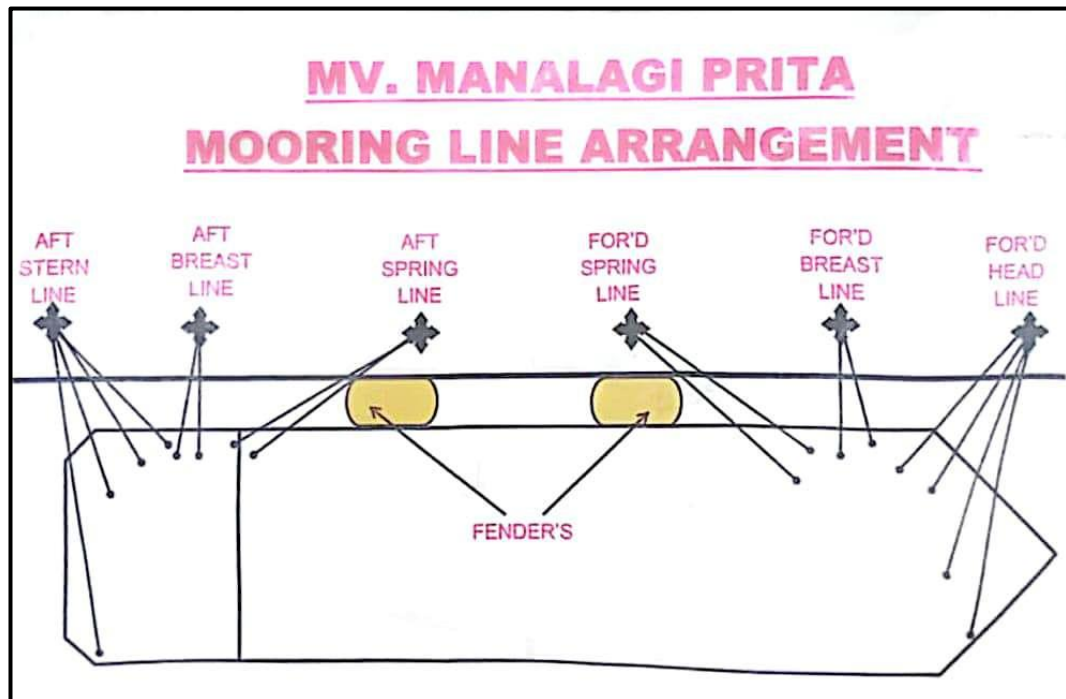 MV. MANALAGI PRITA
MOORING LINE ARRANGEMENT
AFT
STERN
LINE
AFT
BREAST
LINE
AFT
SPRING
LINE
FOR'D
SPRING
LINE
FOR'D
BREAST
LINE
FOR'D
HEAD
LINE
FENDER'S